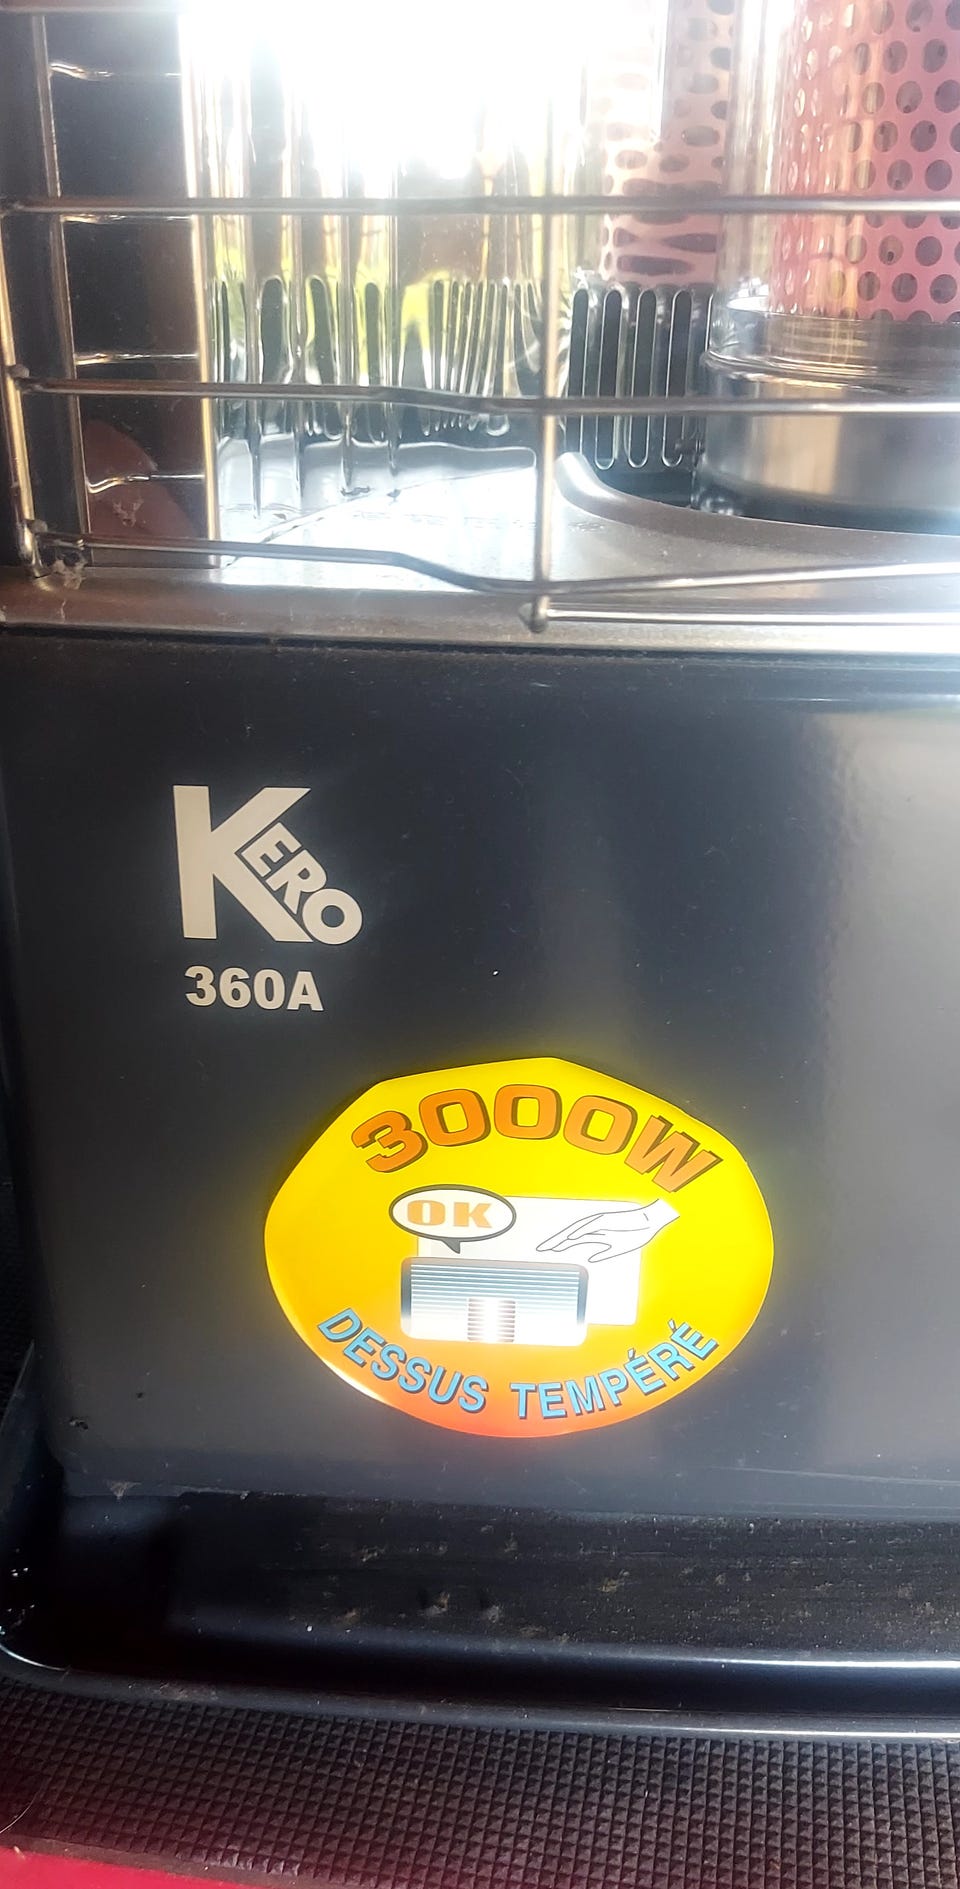 KERO
360A
3000W
OK
DESSUS TEMPÉRÉ